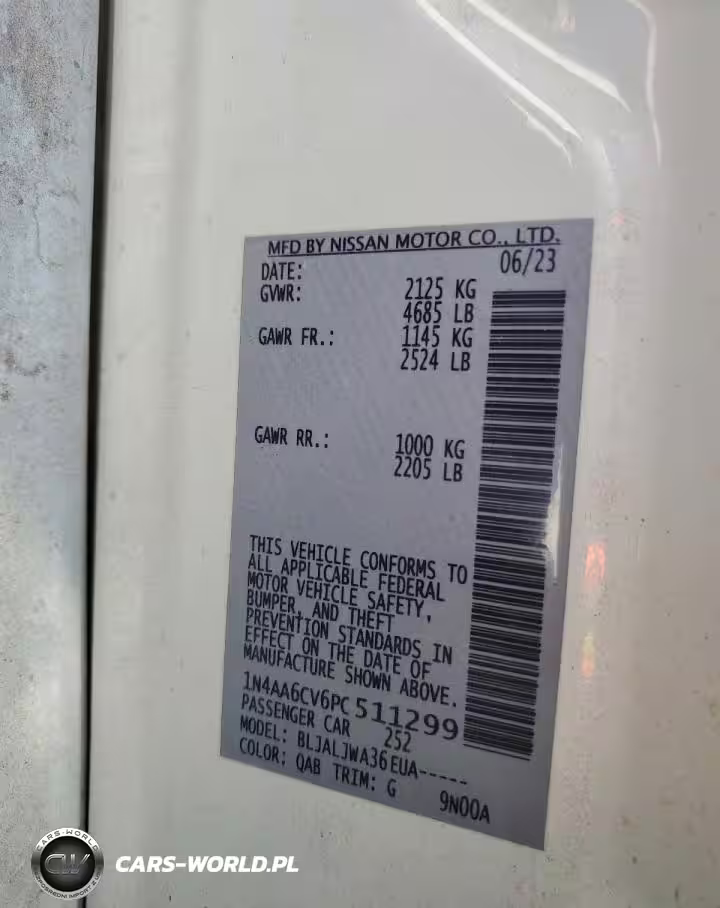 MFD BY NISSAN MOTOR CO., LTD.
DATE: 06/23
GVWR: 2125 KG
4685 LB
GAWR FR.: 1145 KG
2524 LB
GAWR RR.: 1000 KG
2205 LB
THIS VEHICLE CONFORMS TO
ALL APPLICABLE FEDERAL
MOTOR VEHICLE SAFETY,
BUMPER, AND THEFT
PREVENTION STANDARDS IN
EFFECT ON THE DATE OF
MANUFACTURE SHOWN ABOVE.
1N4AA6CV6PC511299
PASSENGER CAR 252
MODEL: BLJALJWA36EUA-----
COLOR: QAB TRIM: G 9N00A
CARS-WORLD
CW
CARS-WORLD.PL